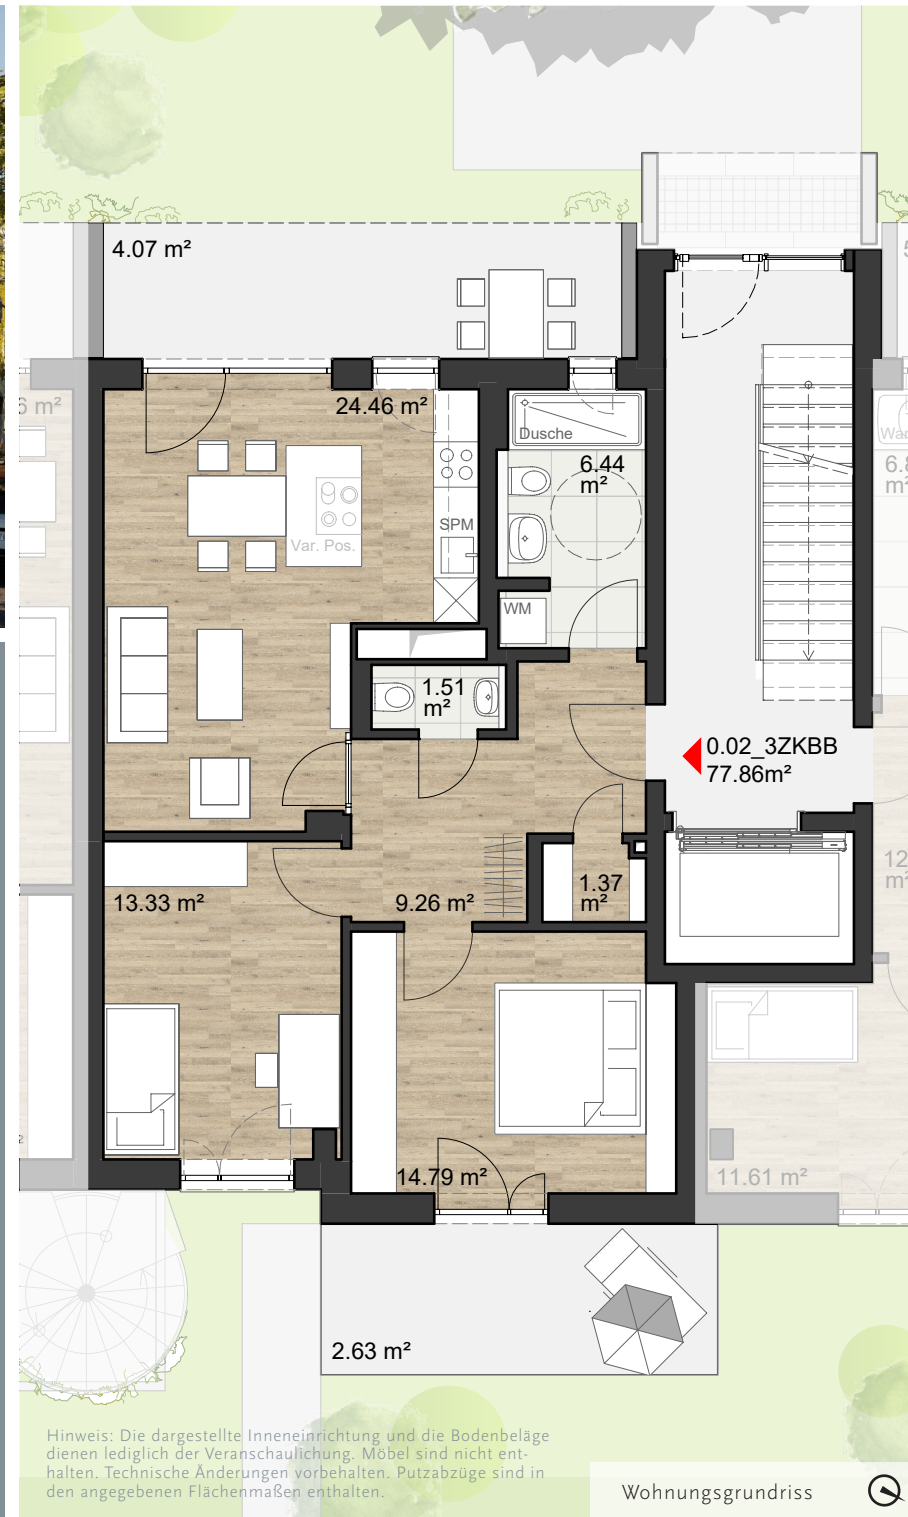 4.07 m²
24.46 m²
Dusche
6.44
m²
SPM
Var. Pos.
WM
1.51
m²
0.02_3ZKBB
77.86m²
1.37
m²
13.33 m²
9.26 m²
14.79 m²
11.61 m²
2.63 m²
Hinweis: Die dargestellte Inneneinrichtung und die Bodenbeläge
dienen lediglich der Veranschaulichung. Möbel sind nicht ent-
halten. Technische Änderungen vorbehalten. Putzabzüge sind in
den angegebenen Flächenmaßen enthalten.
Wohnungsgrundriss